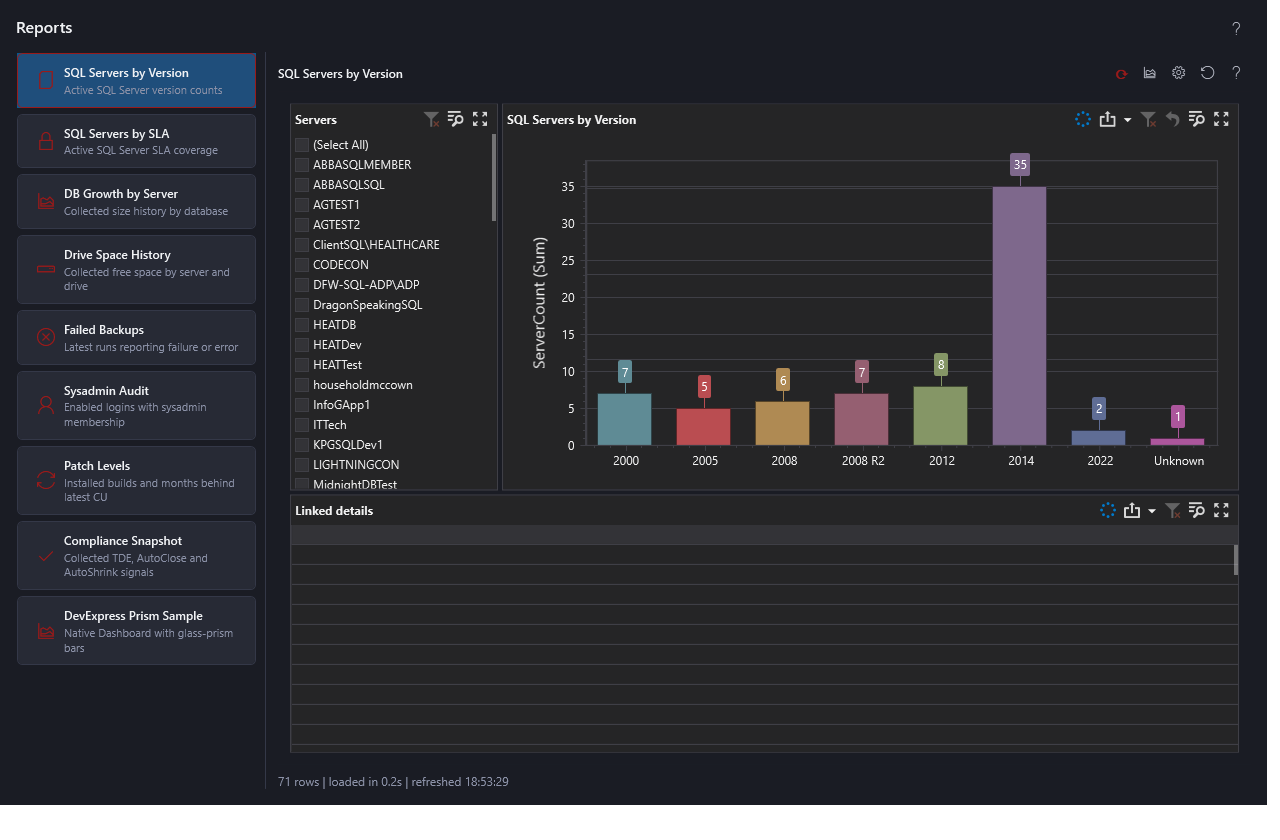 Reports
?
SQL Servers by Version
Active SQL Server version counts
SQL Servers by SLA
Active SQL Server SLA coverage
DB Growth by Server
Collected size history by database
Drive Space History
Collected free space by server and
drive
Failed Backups
Latest runs reporting failure or error
Sysadmin Audit
Enabled logins with sysadmin
membership
Patch Levels
Installed builds and months behind
latest CU
Compliance Snapshot
Collected TDE, AutoClose and
AutoShrink signals
DevExpress Prism Sample
Native Dashboard with glass-prism
bars
SQL Servers by Version
?
Servers
(Select All)
ABBASQLMEMBER
ABBASQLSQL
AGTEST1
AGTEST2
ClientSQL\HEALTHCARE
CODECON
DFW-SQL-ADP\ADP
DragonSpeakingSQL
HEATDB
HEATDev
HEATTest
householdmccown
InfoGApp1
ITTech
KPGSQLDev1
LIGHTNINGCON
MidnightDBTest
SQL Servers by Version
ServerCount (Sum)
35
30
25
20
15
10
5
0
7
5
6
7
8
35
2
1
2000
2005
2008
2008 R2
2012
2014
2022
Unknown
Linked details
71 rows | loaded in 0.2s | refreshed 18:53:29